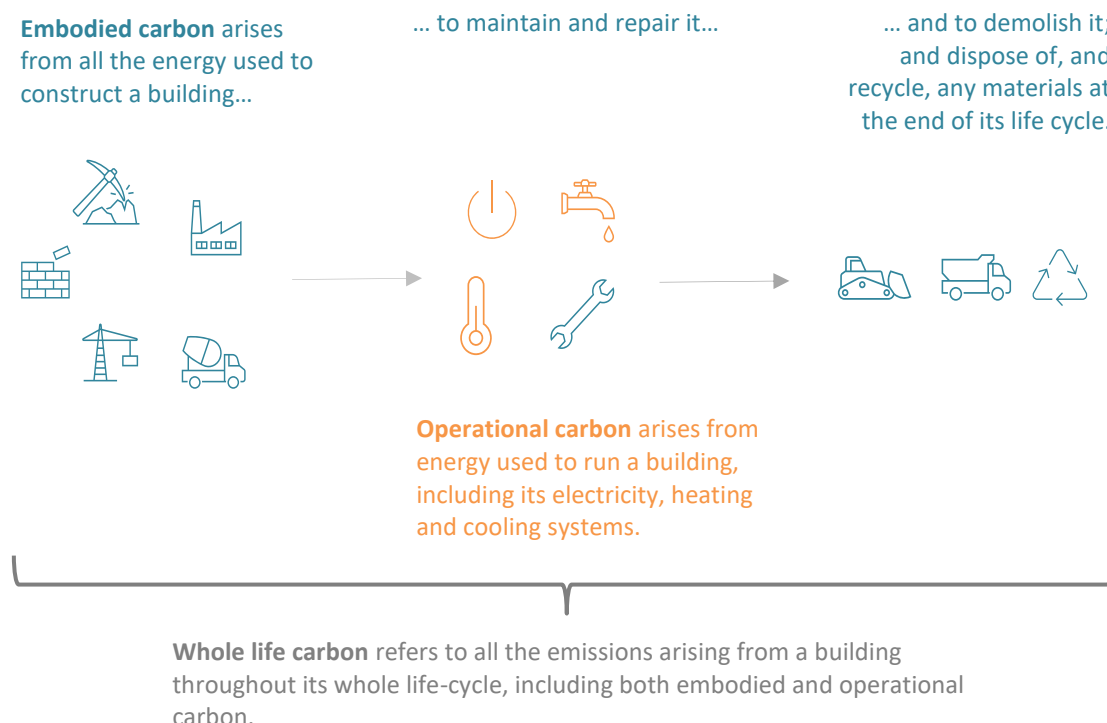 Embodied carbon arises
from all the energy used to
construct a building…
… to maintain and repair it…
… and to demolish it;
and dispose of, and
recycle, any materials at
the end of its life cycle.
Operational carbon arises from
energy used to run a building,
including its electricity, heating
and cooling systems.
Whole life carbon refers to all the emissions arising from a building
throughout its whole life-cycle, including both embodied and operational
carbon.